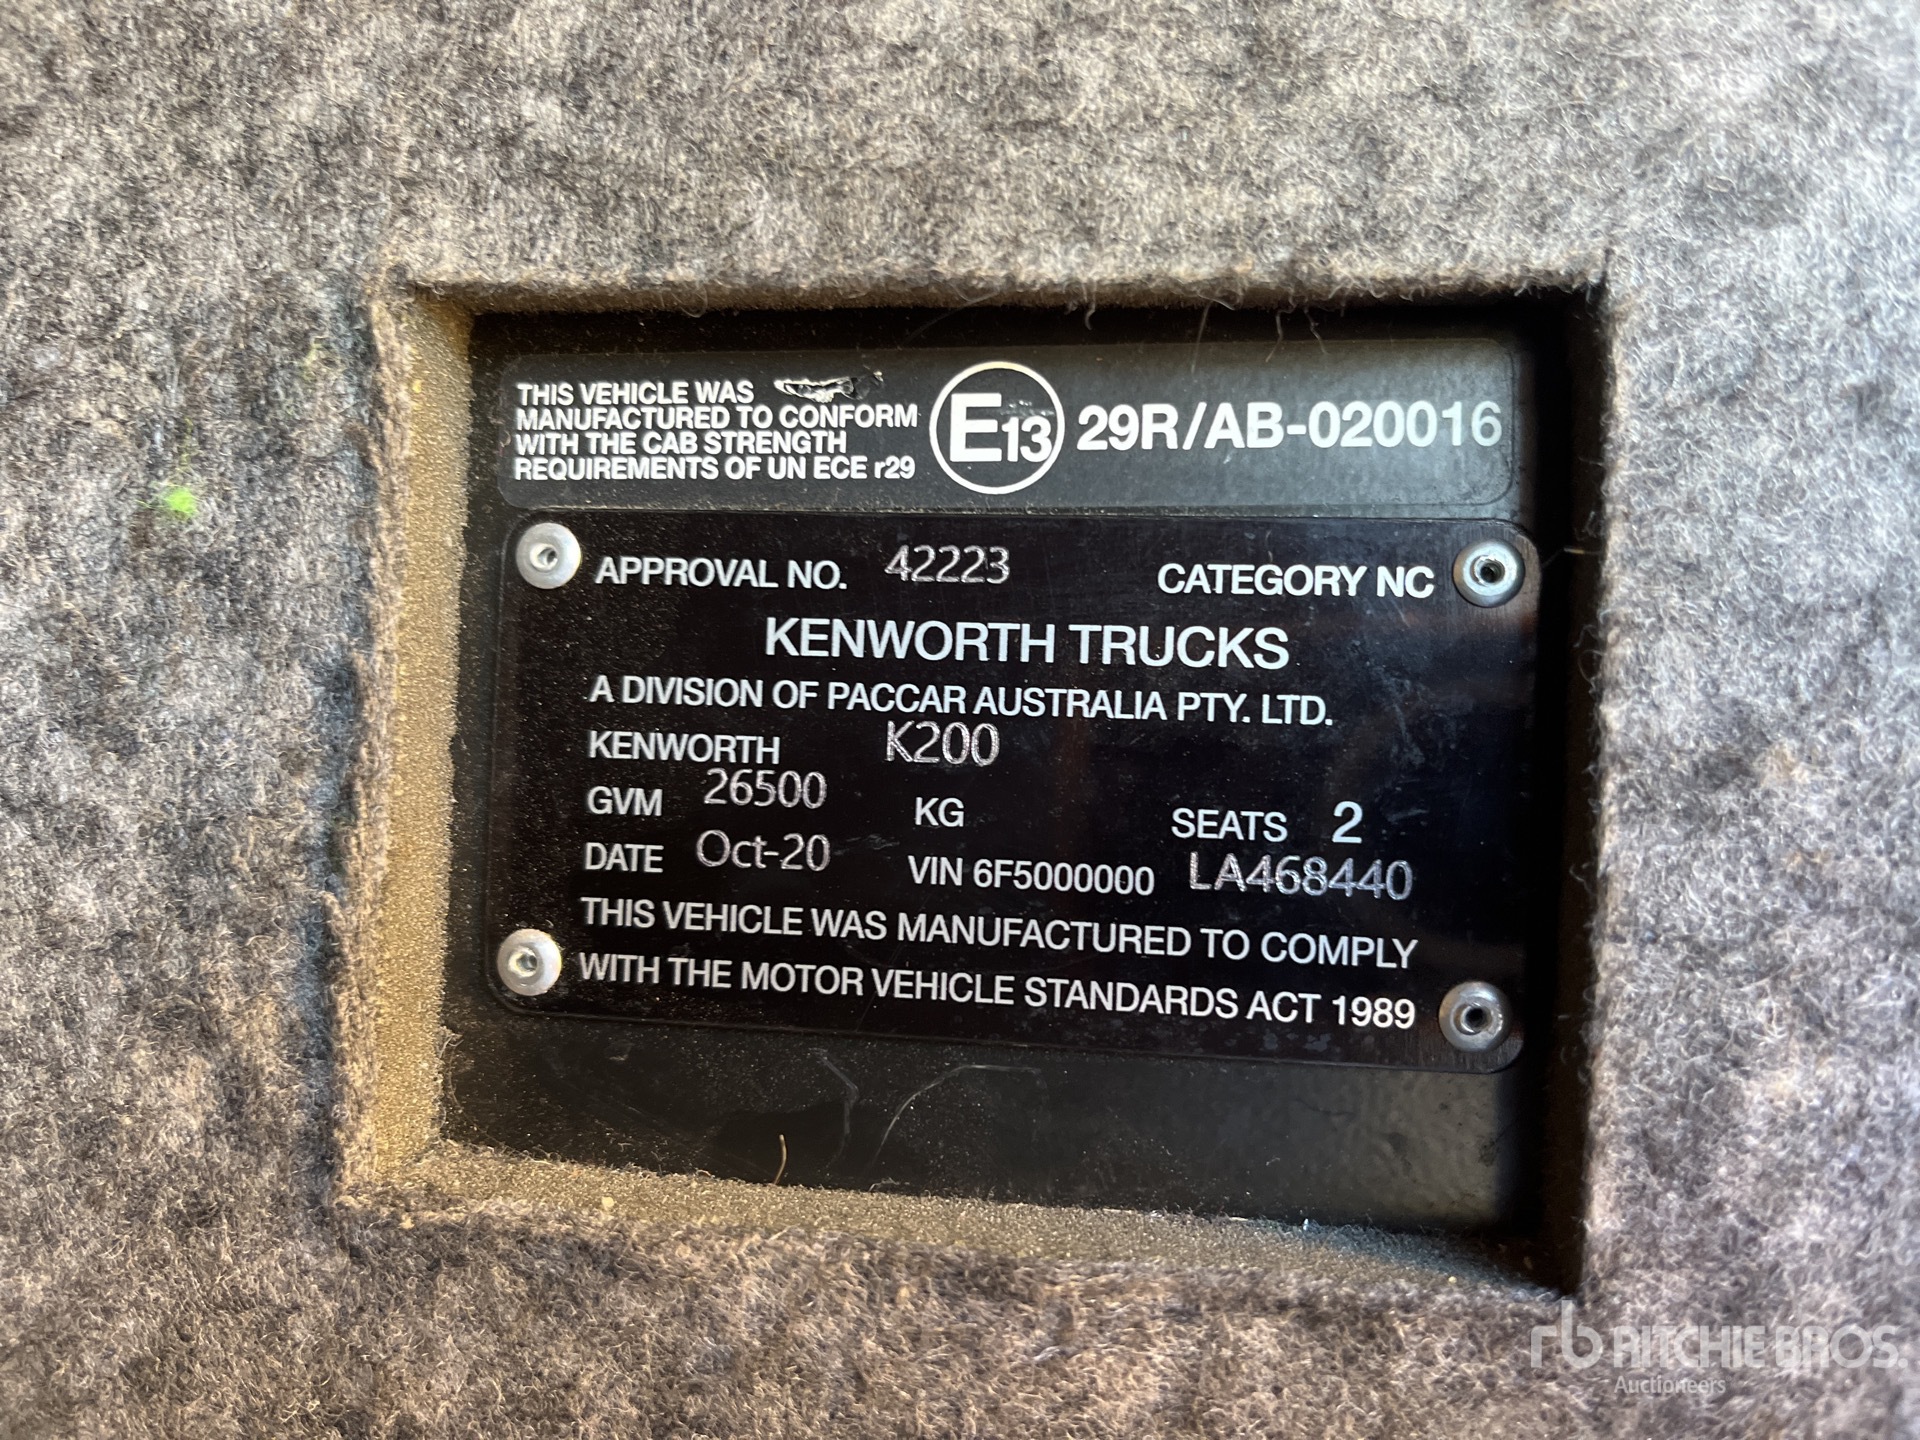 THIS VEHICLE WAS
MANUFACTURED TO CONFORM
WITH THE CAB STRENGTH
REQUIREMENTS OF UN ECE r29
E13 29R/AB-020016
APPROVAL NO. 42223 CATEGORY NC
KENWORTH TRUCKS
A DIVISION OF PACCAR AUSTRALIA PTY. LTD.
KENWORTH K200
GVM 26500 KG SEATS 2
DATE Oct-20 VIN 6F5000000 LA468440
THIS VEHICLE WAS MANUFACTURED TO COMPLY
WITH THE MOTOR VEHICLE STANDARDS ACT 1989
rb RITCHIE BROS.
Auctioneers